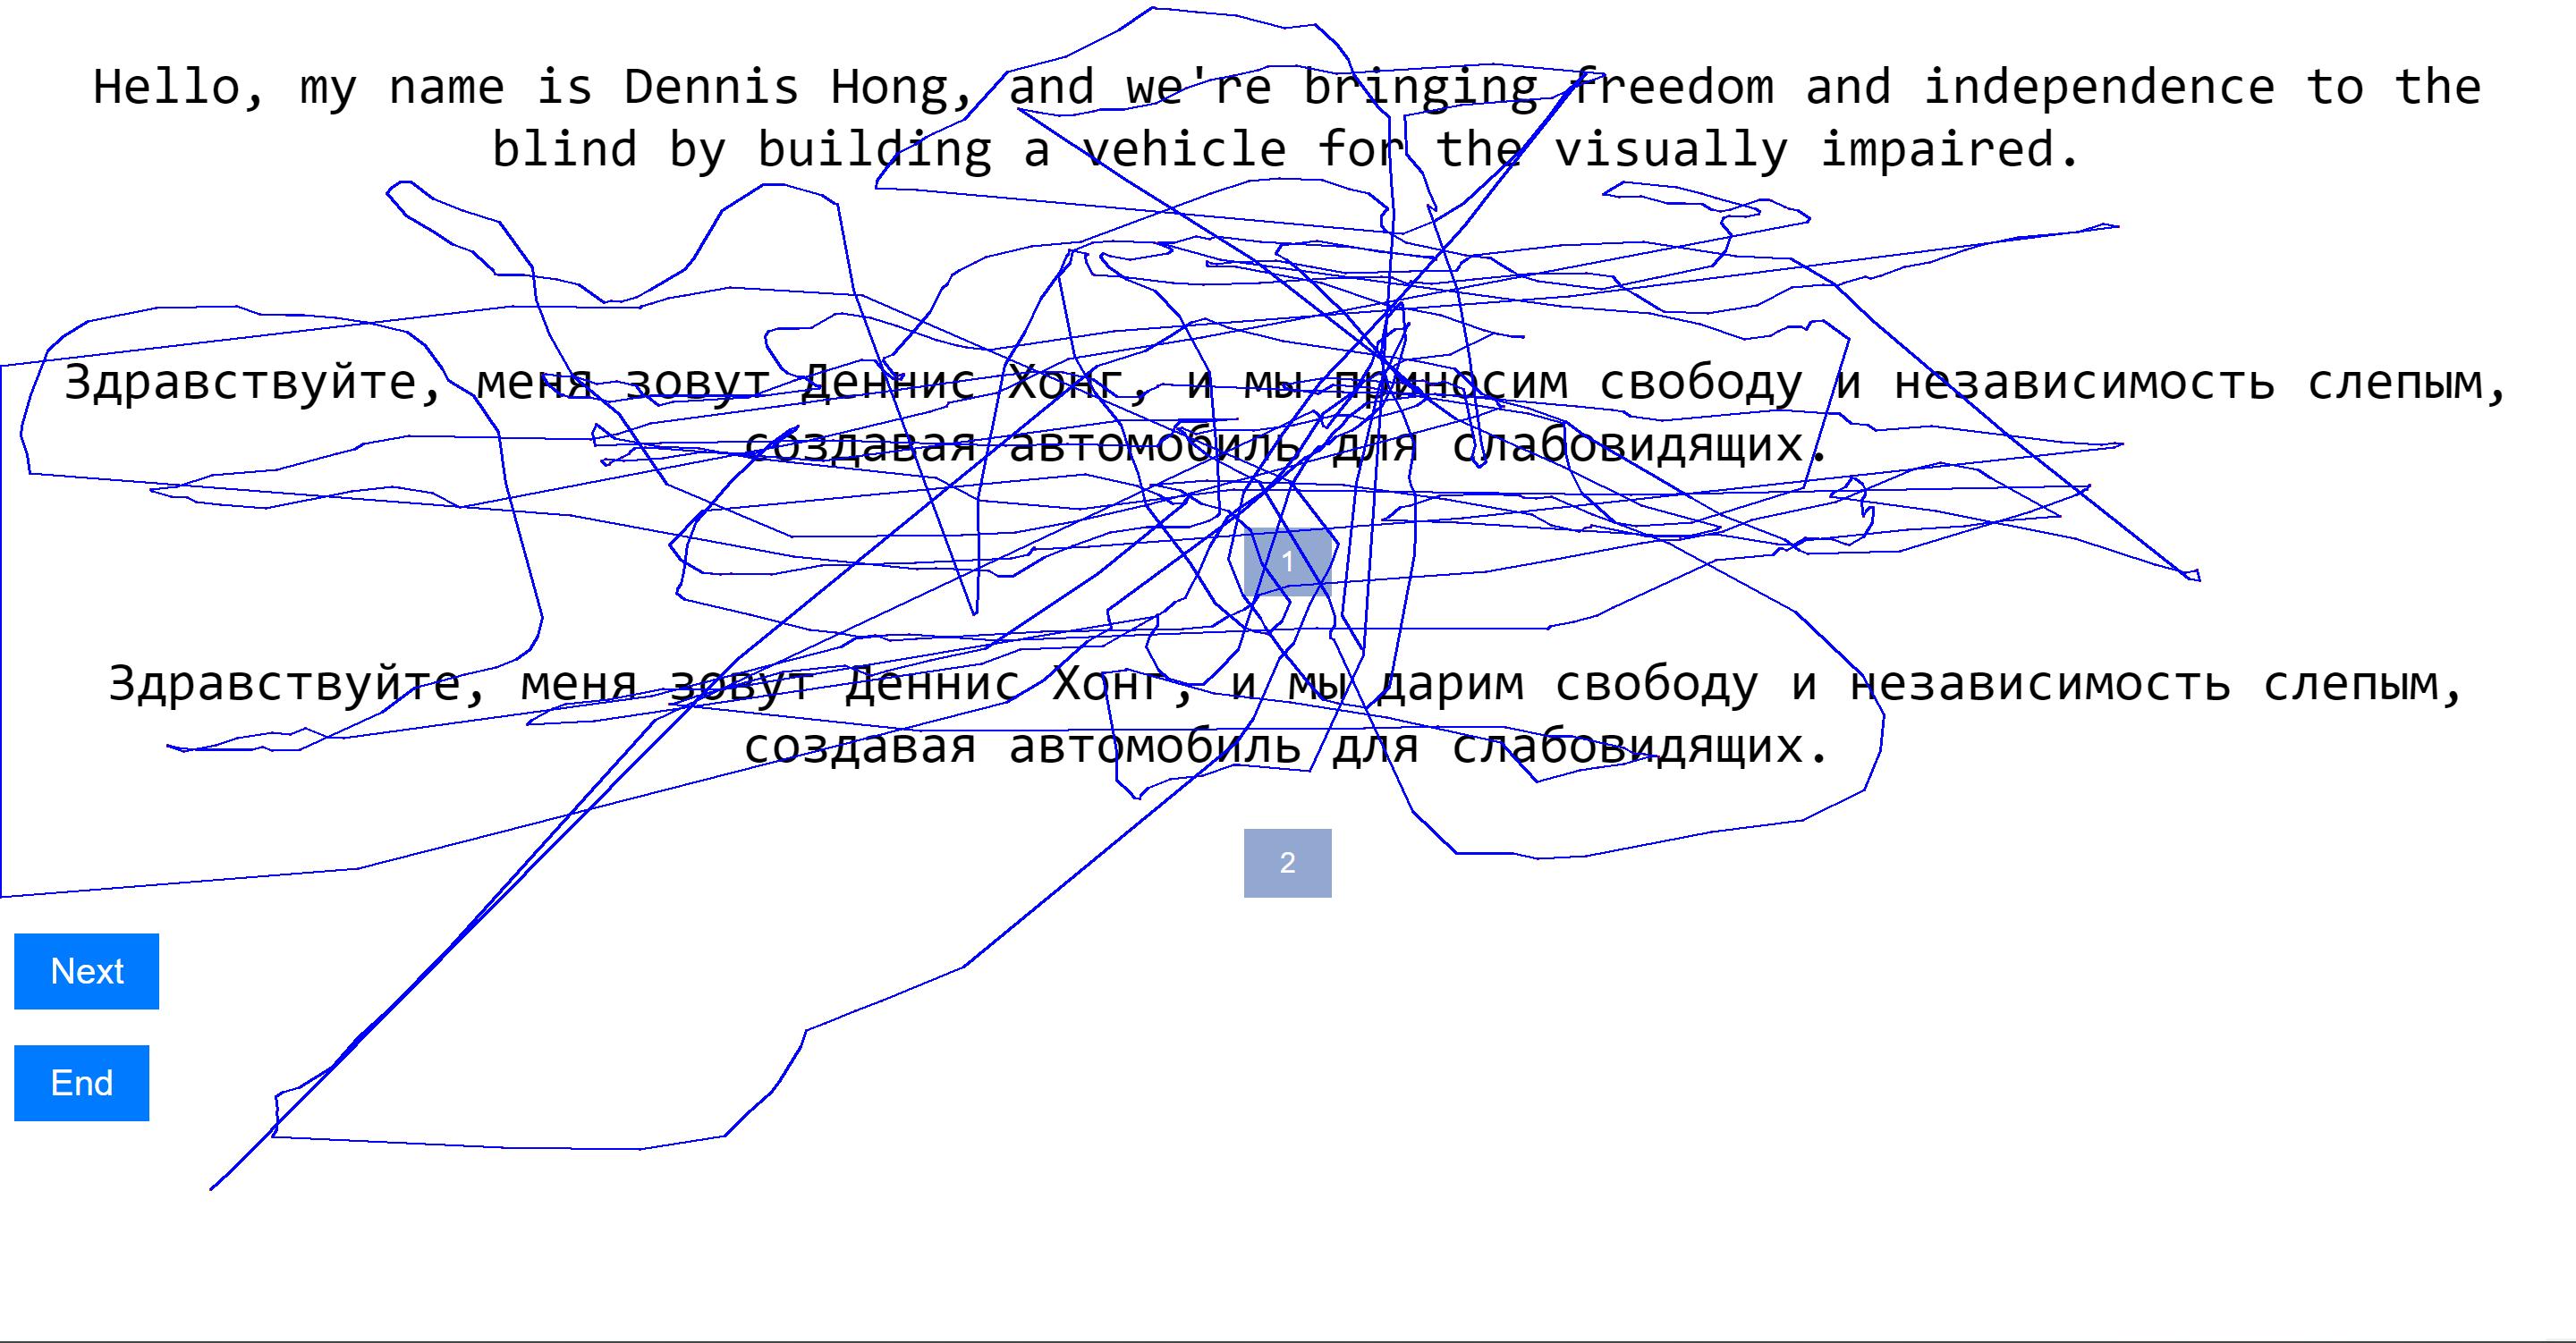 Hello, my name is Dennis Hong, and we're bringing freedom and independence to the
blind by building a vehicle for the visually impaired.
Здравствуйте, меня зовут Деннис Хонг, и мы приносим свободу и независимость слепым,
создавая автомобиль для слабовидящих.
1
Здравствуйте, меня зовут Деннис Хонг, и мы дарим свободу и независимость слепым,
создавая автомобиль для слабовидящих.
2
Next
End